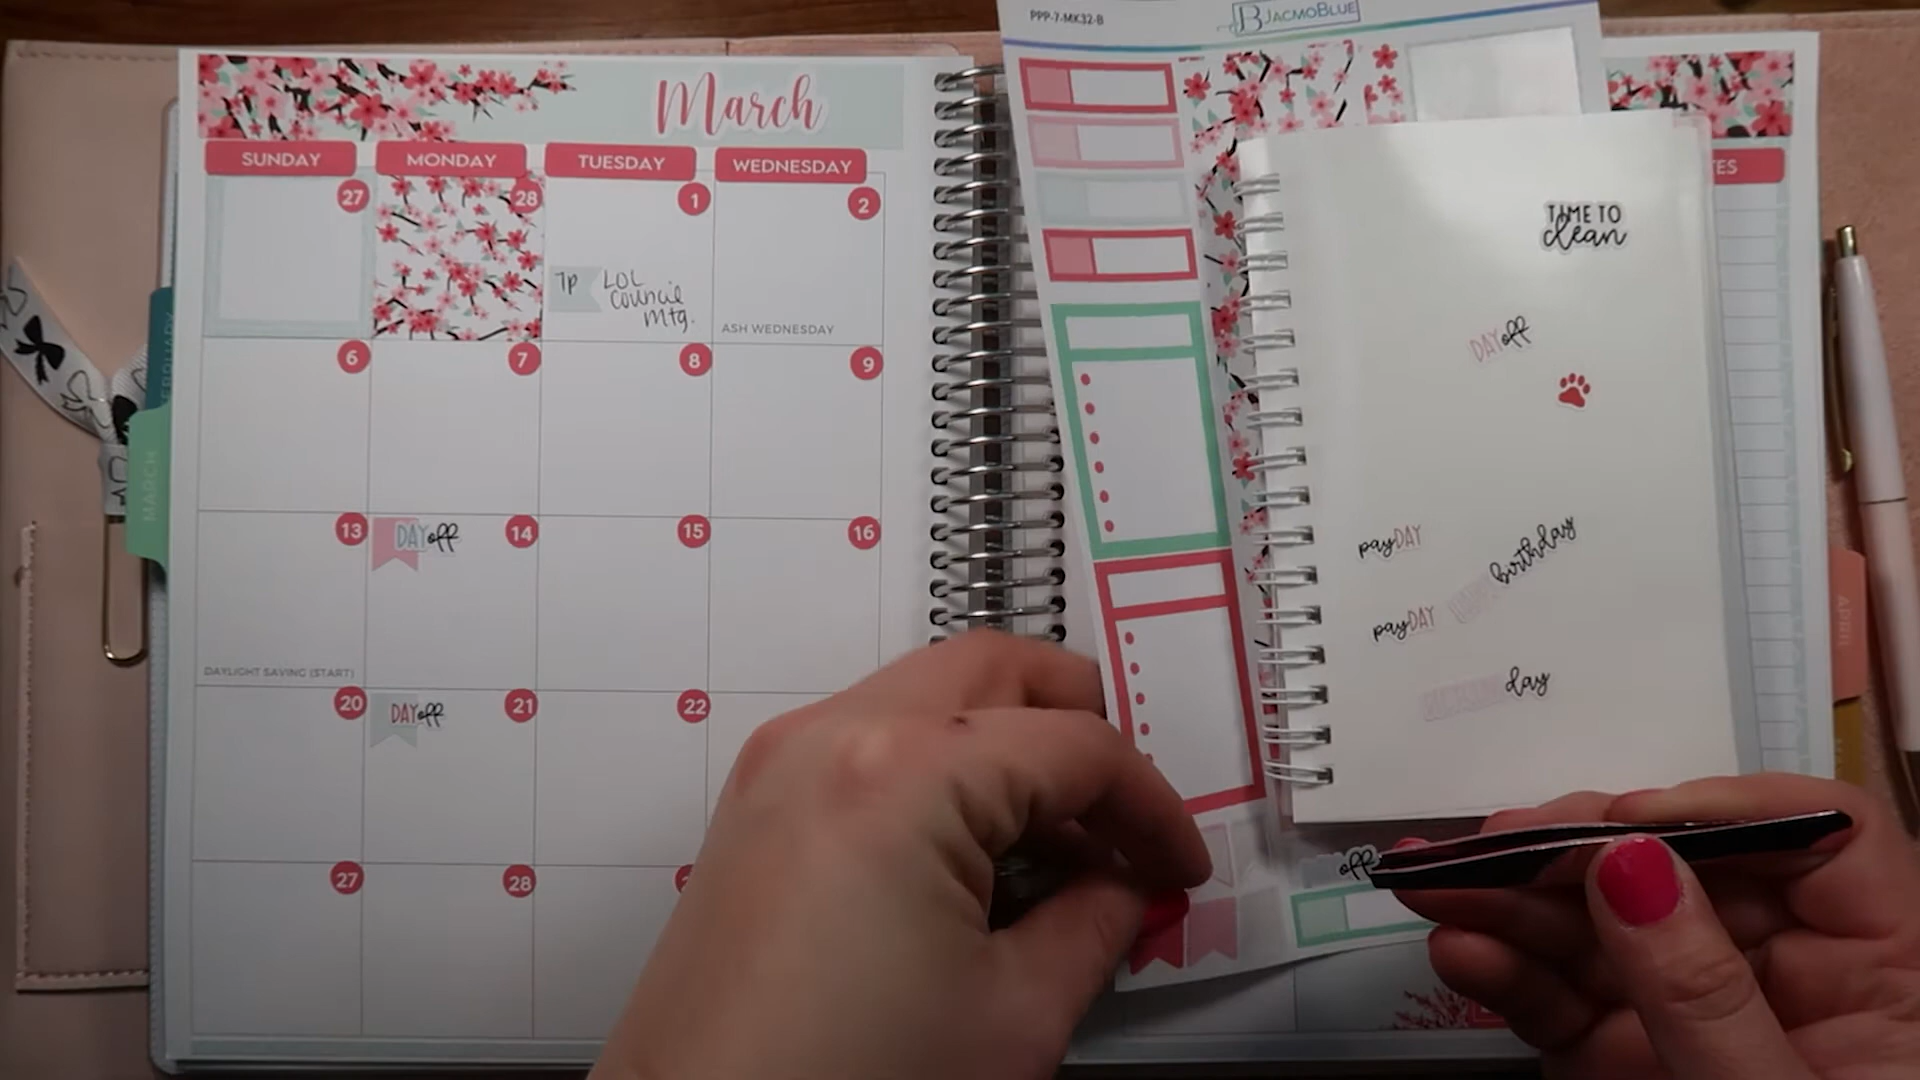 PPP-7-MK32-B
B JACMOBLUE
March
SUNDAY
MONDAY
TUESDAY
WEDNESDAY
27
28
1
2
7P
LOL
council
mtg.
ASH WEDNESDAY
6
7
8
9
13
DAY off
14
15
16
DAYLIGHT SAVING (START)
20
DAY off
21
22
27
28
MARCH
TIME TO
clean
DAY off
payDAY
birthday
payDAY
day
off
APRIL